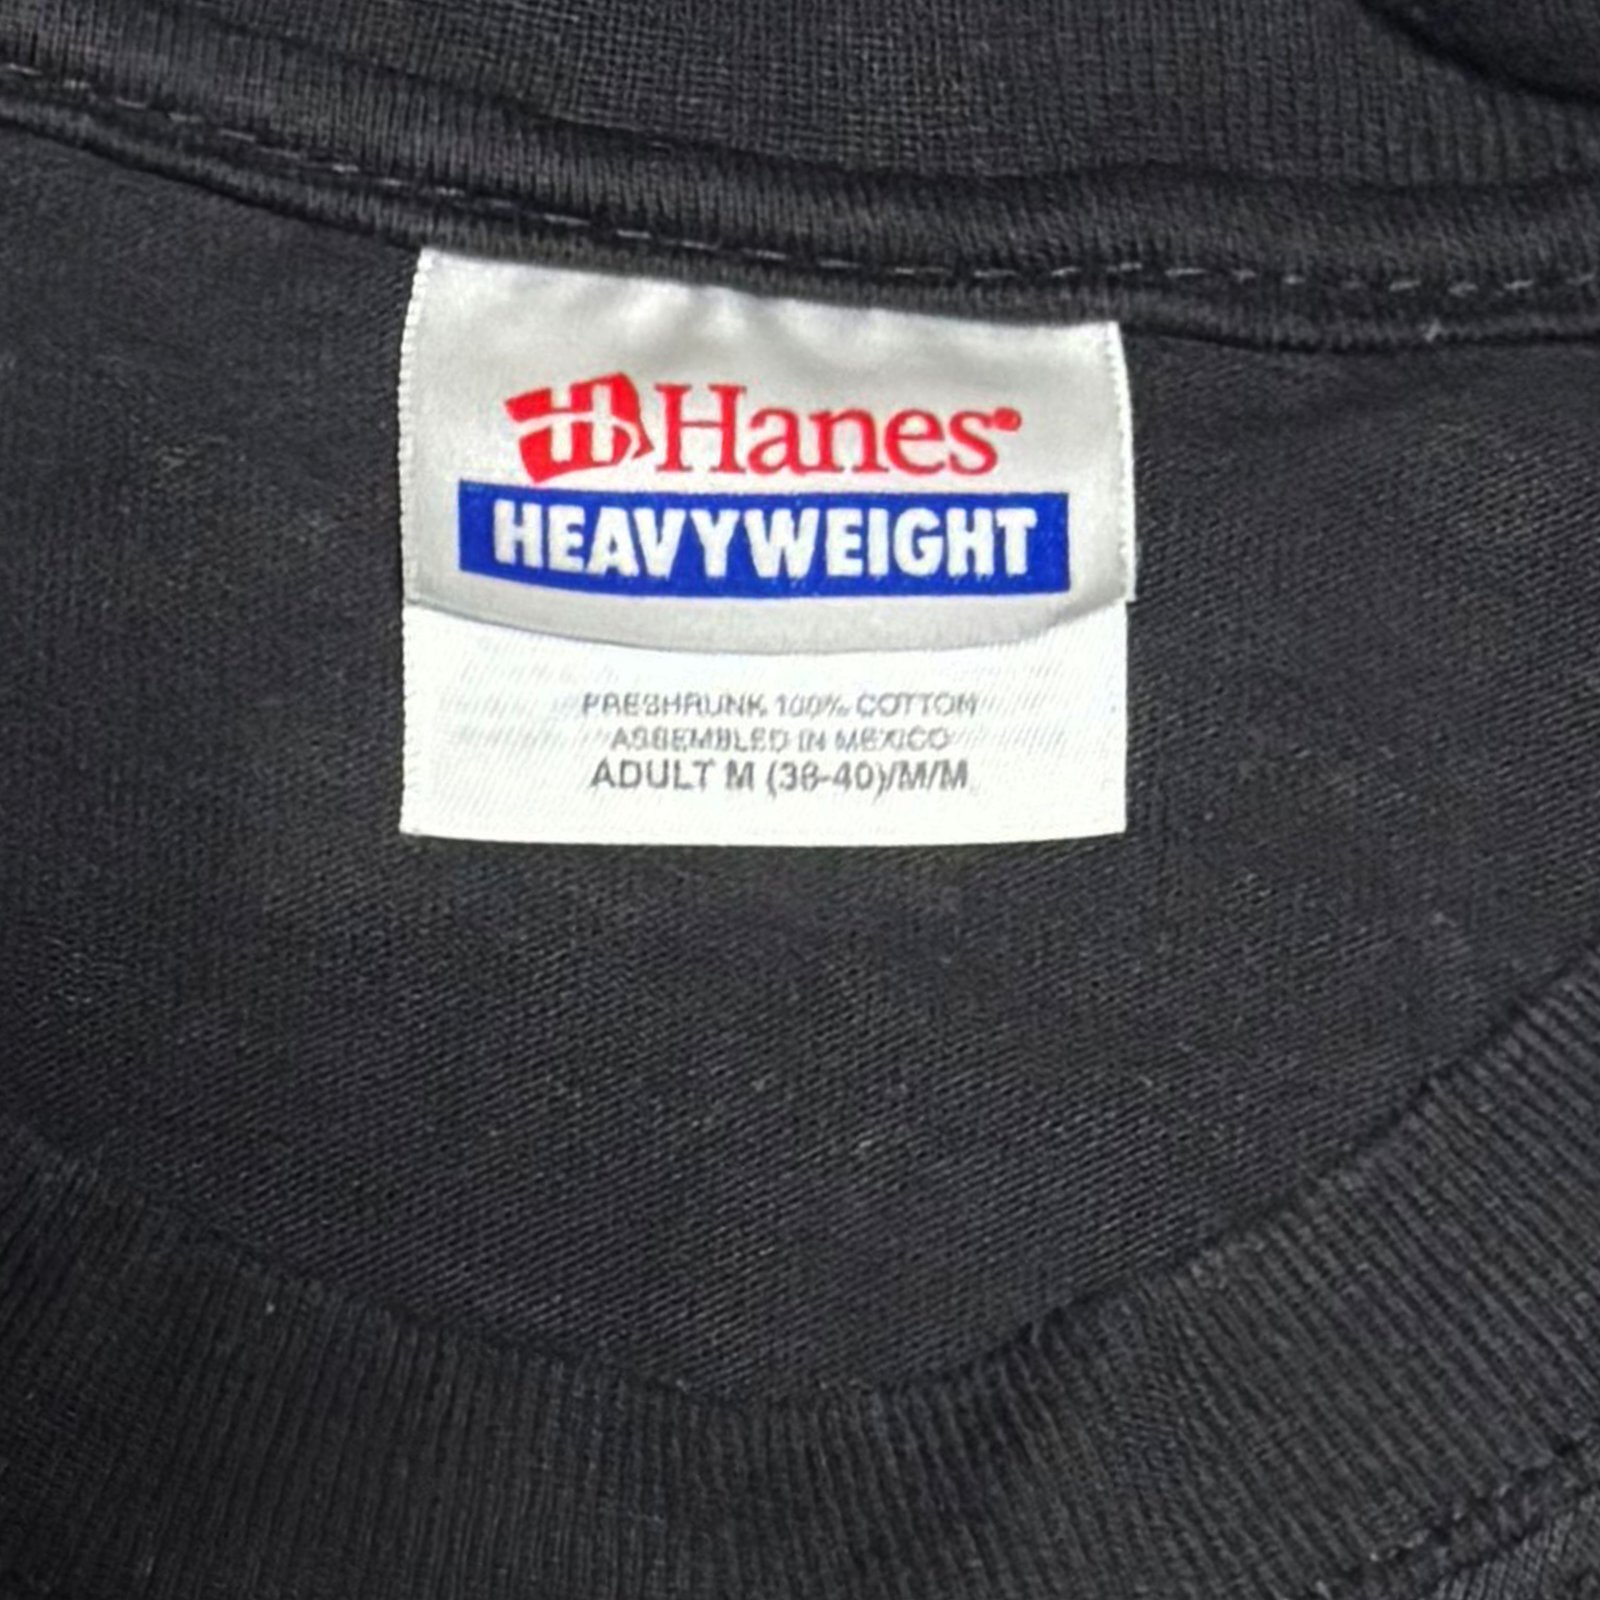 Hanes
HEAVYWEIGHT
PRESHRUNK 100% COTTON
ASSEMBLED IN MEXICO
ADULT M (38-40)/M/M